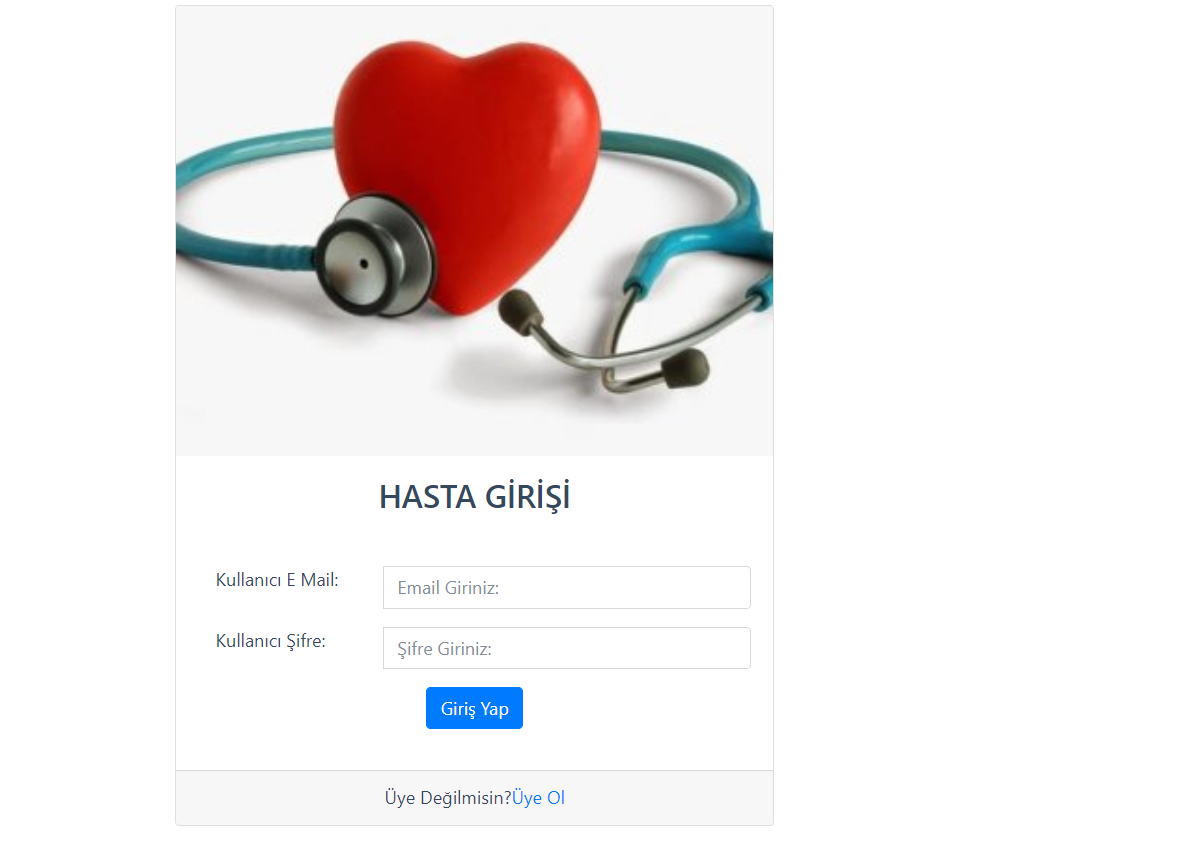 HASTA GİRİŞİ
Kullanıcı E Mail:
Email Giriniz:
Kullanıcı Şifre:
Şifre Giriniz:
Giriş Yap
Üye Değilmisin?Üye Ol